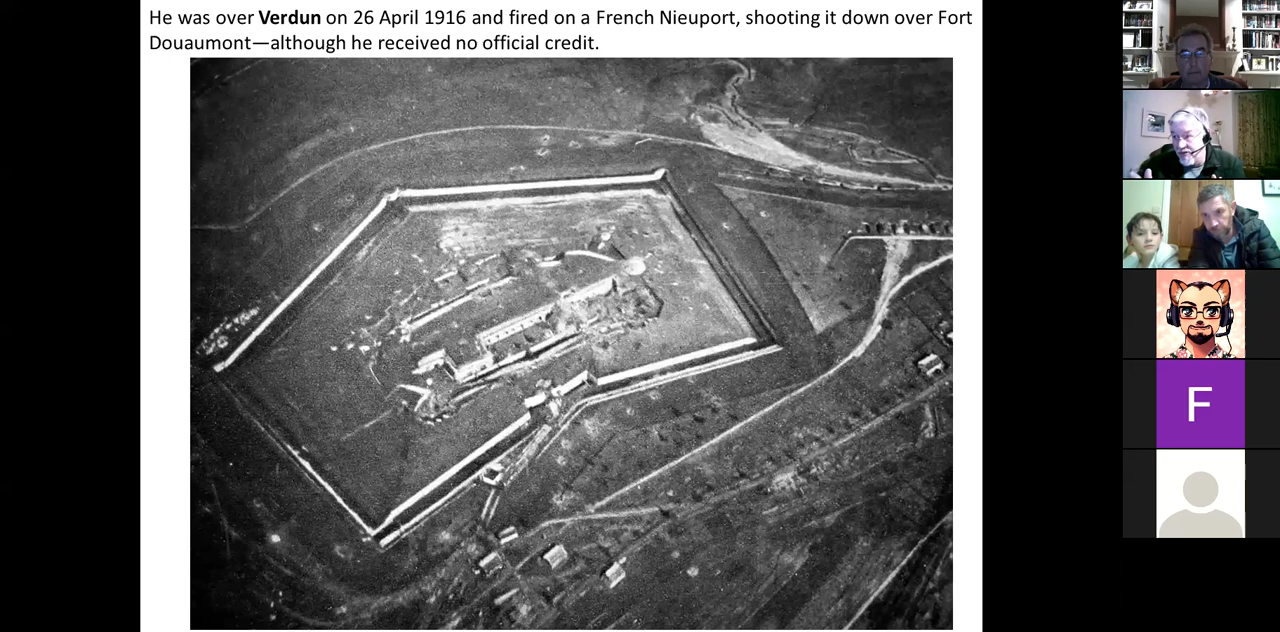 He was over Verdun on 26 April 1916 and fired on a French Nieuport, shooting it down over Fort
Douaumont—although he received no official credit.
F